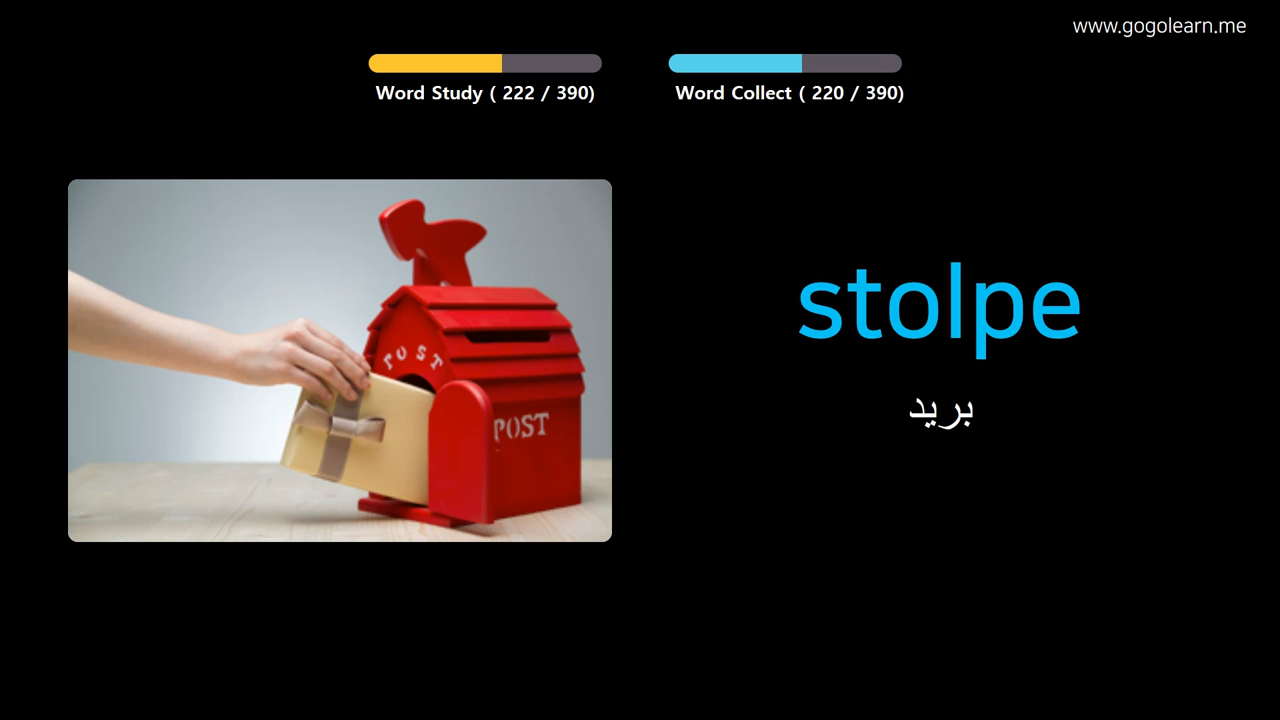 www.gogolearn.me
Word Study ( 222 / 390)
Word Collect ( 220 / 390)
POST
POST
stolpe
بريد